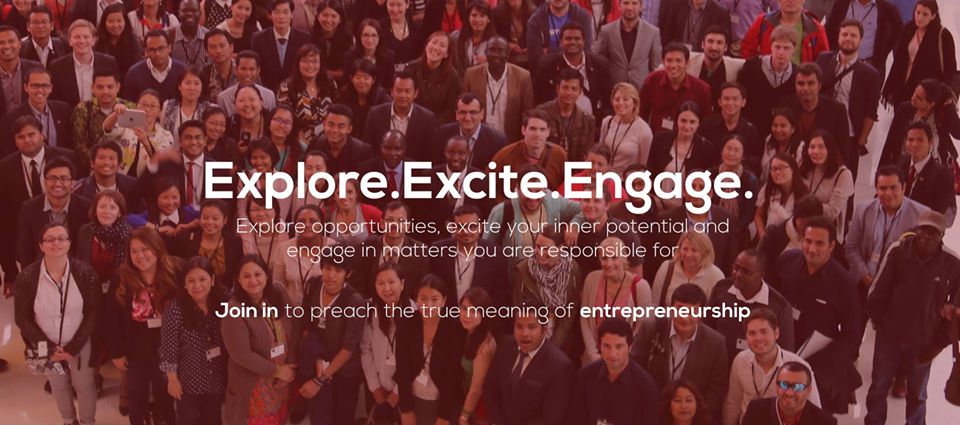 Explore.Excite.Engage.
Explore opportunities, excite your inner potential and
engage in matters you are responsible for
Join in to preach the true meaning of entrepreneurship